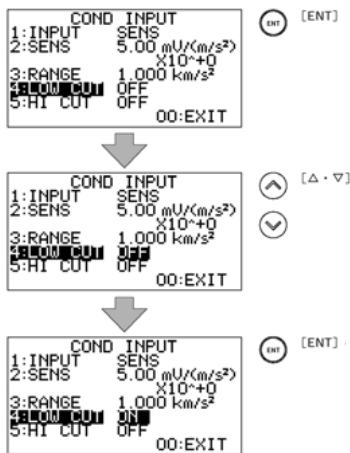 COND INPUT
1:INPUT SENS
2:SENS 5.00 mV/(m/s²)
X10^+0
3:RANGE 1.000 km/s²
4:LOW CUT OFF
5:HI CUT OFF
00:EXIT
ENT [ENT]
COND INPUT
1:INPUT SENS
2:SENS 5.00 mV/(m/s²)
X10^+0
3:RANGE 1.000 km/s²
4:LOW CUT OFF
5:HI CUT OFF
00:EXIT
[△・▽]
COND INPUT
1:INPUT SENS
2:SENS 5.00 mV/(m/s²)
X10^+0
3:RANGE 1.000 km/s²
4:LOW CUT ON
5:HI CUT OFF
00:EXIT
ENT [ENT]